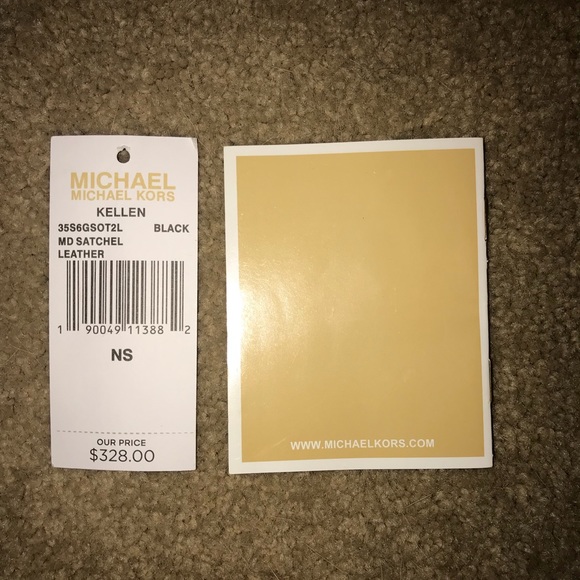 MICHAEL
MICHAEL KORS
KELLEN
35S6GSOT2L BLACK
MD SATCHEL
LEATHER
1 90049 11388 2
NS
OUR PRICE
$328.00
WWW.MICHAELKORS.COM